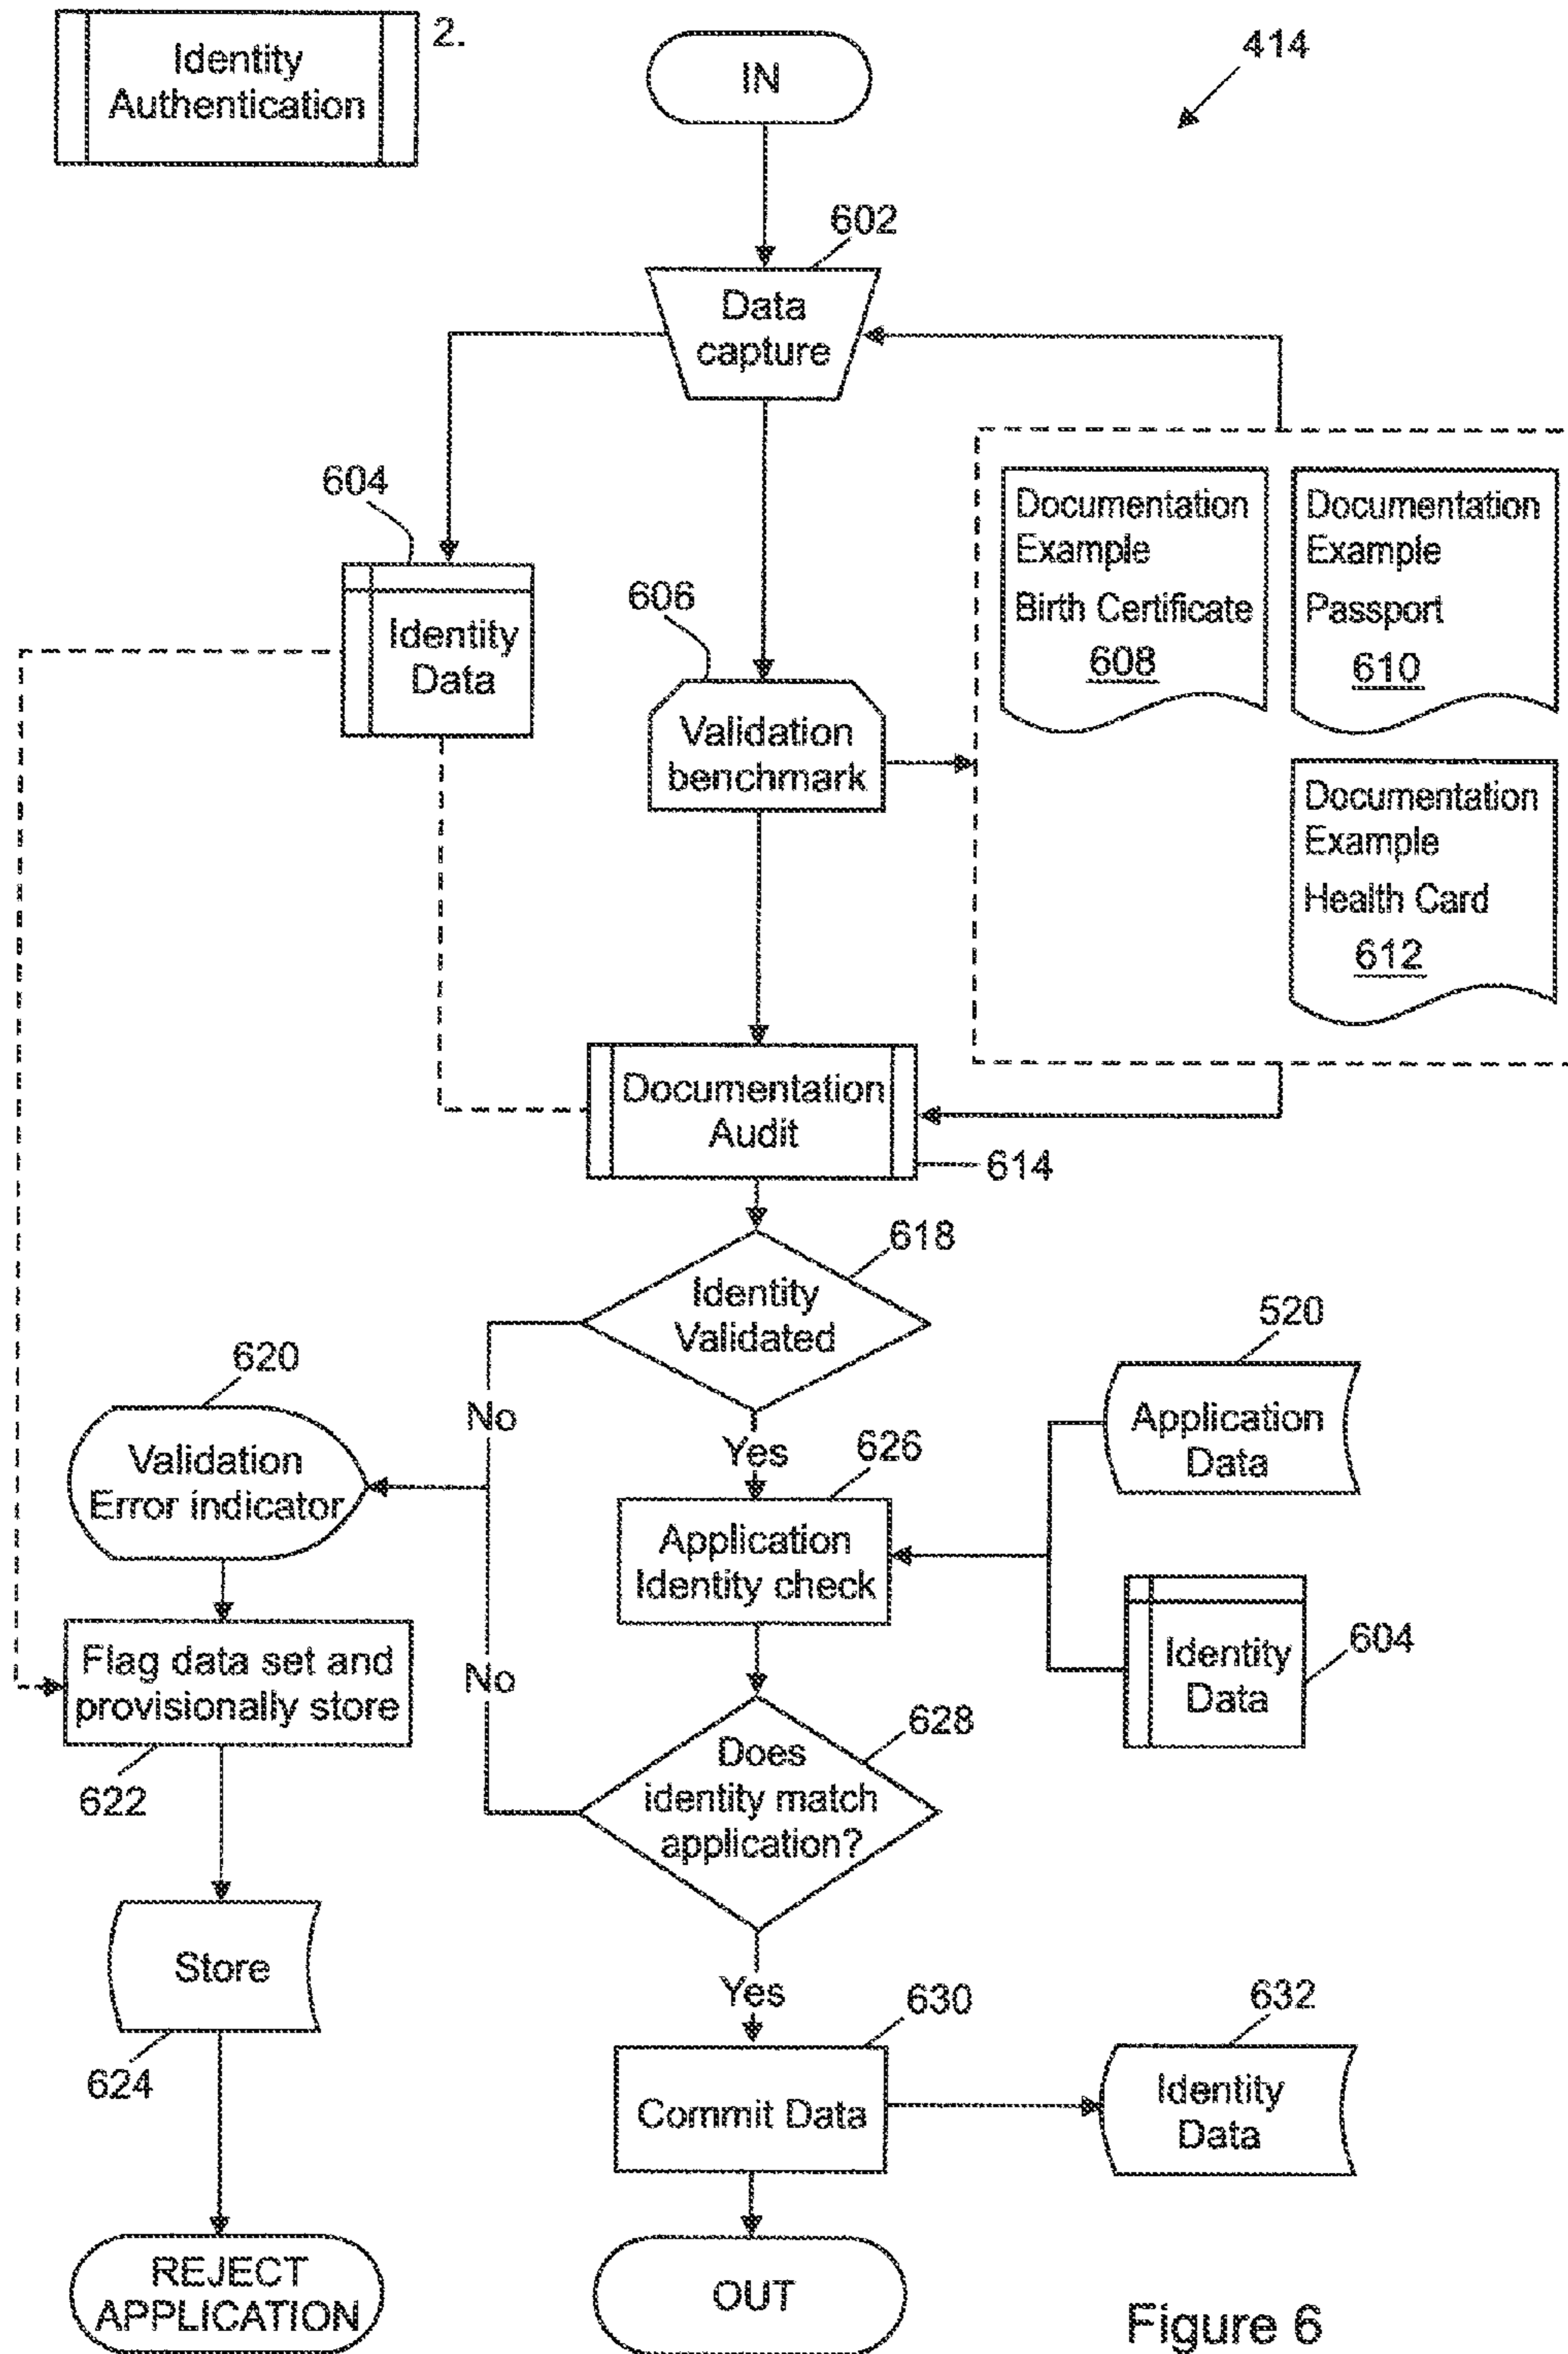 Identity
Authentication
2.
IN
414
602
Data
capture
604
Identity
Data
606
Validation
benchmark
Documentation
Example
Birth Certificate
608
Documentation
Example
Passport
610
Documentation
Example
Health Card
612
Documentation
Audit
614
618
Identity
Validated
No
Yes
620
Validation
Error indicator
626
Application
Identity check
520
Application
Data
Identity
Data
604
Flag data set and
provisionally store
622
No
628
Does
identity match
application?
Store
624
Yes
630
Commit Data
632
Identity
Data
REJECT
APPLICATION
OUT
Figure 6